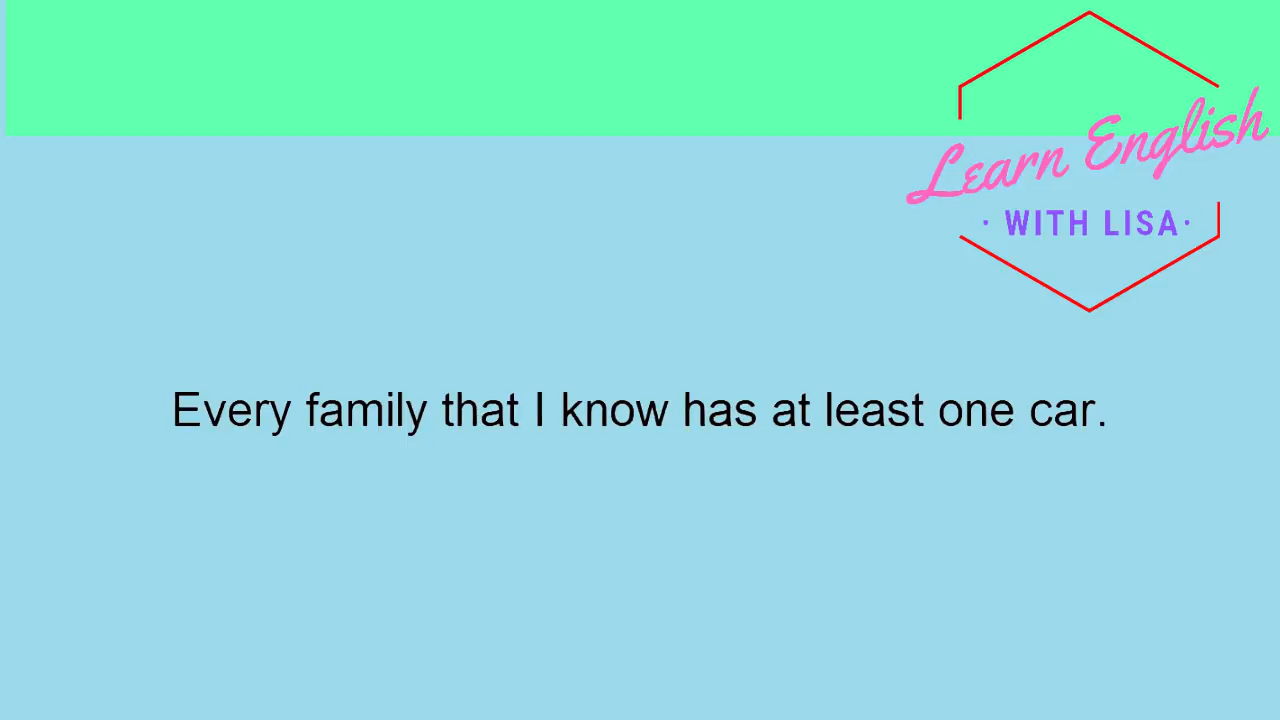 Learn English
· WITH LISA·
Every family that I know has at least one car.